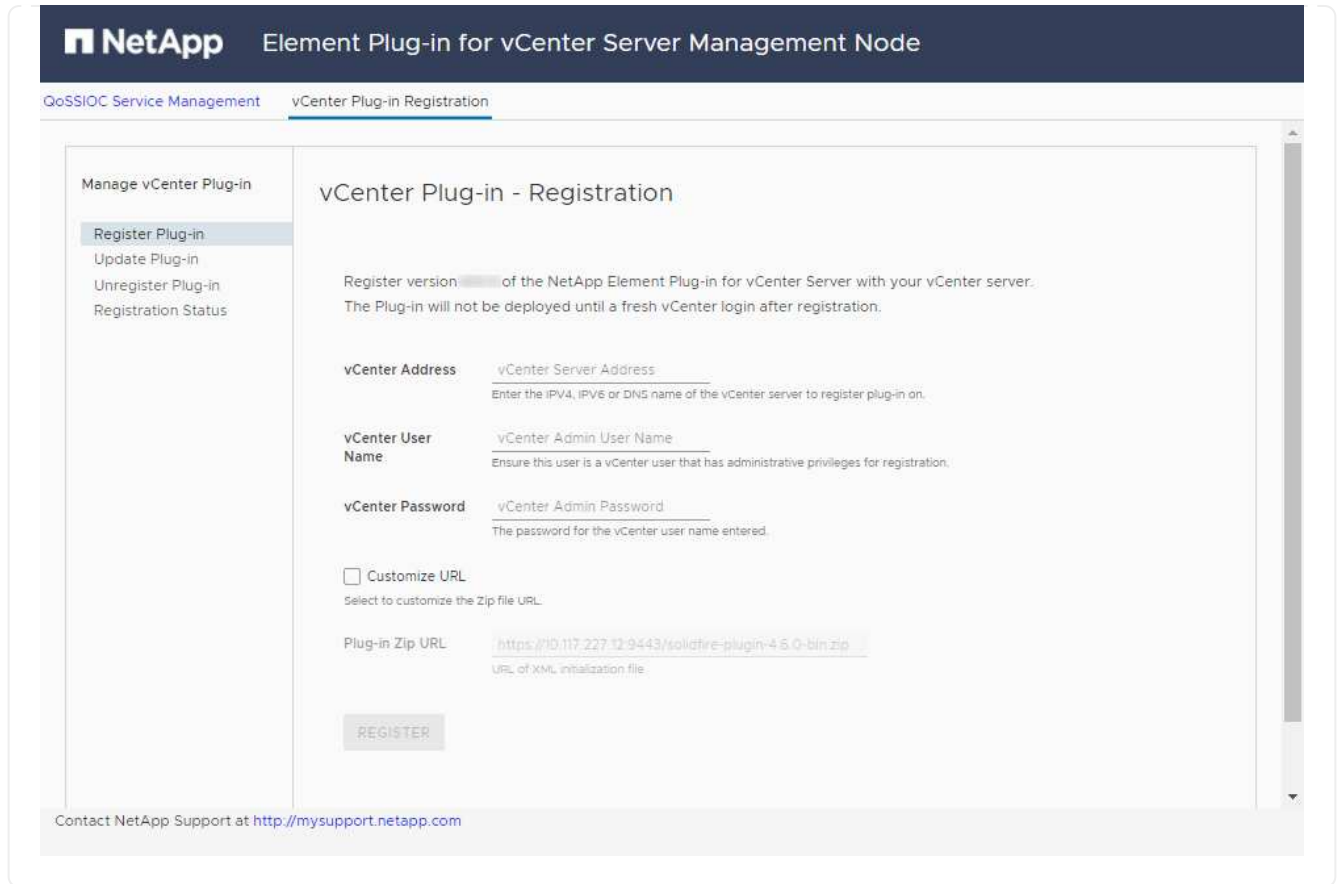 NetApp Element Plug-in for vCenter Server Management Node
QoSSIOC Service Management vCenter Plug-in Registration
Manage vCenter Plug-in
Register Plug-in
Update Plug-in
Unregister Plug-in
Registration Status
vCenter Plug-in - Registration
Register version of the NetApp Element Plug-in for vCenter Server with your vCenter server.
The Plug-in will not be deployed until a fresh vCenter login after registration.
vCenter Address vCenter Server Address
Enter the IPV4, IPV6 or DNS name of the vCenter server to register plug-in on.
vCenter User vCenter Admin User Name
Name
Ensure this user is a vCenter user that has administrative privileges for registration.
vCenter Password vCenter Admin Password
The password for the vCenter user name entered.
Customize URL
Select to customize the Zip file URL.
Plug-in Zip URL https://10.117.227.12:9443/solidfire-plugin-4.6.0-bin.zip
URL of XML initialization file
REGISTER
Contact NetApp Support at http://mysupport.netapp.com